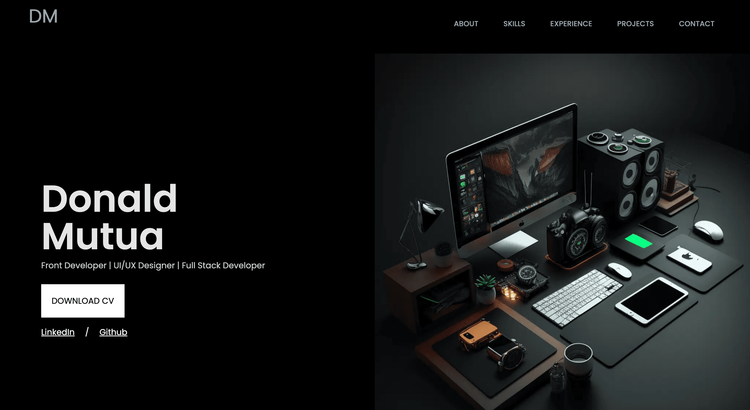 DM
ABOUT SKILLS EXPERIENCE PROJECTS CONTACT
Donald
Mutua
Front Developer | UI/UX Designer | Full Stack Developer
DOWNLOAD CV
LinkedIn / Github